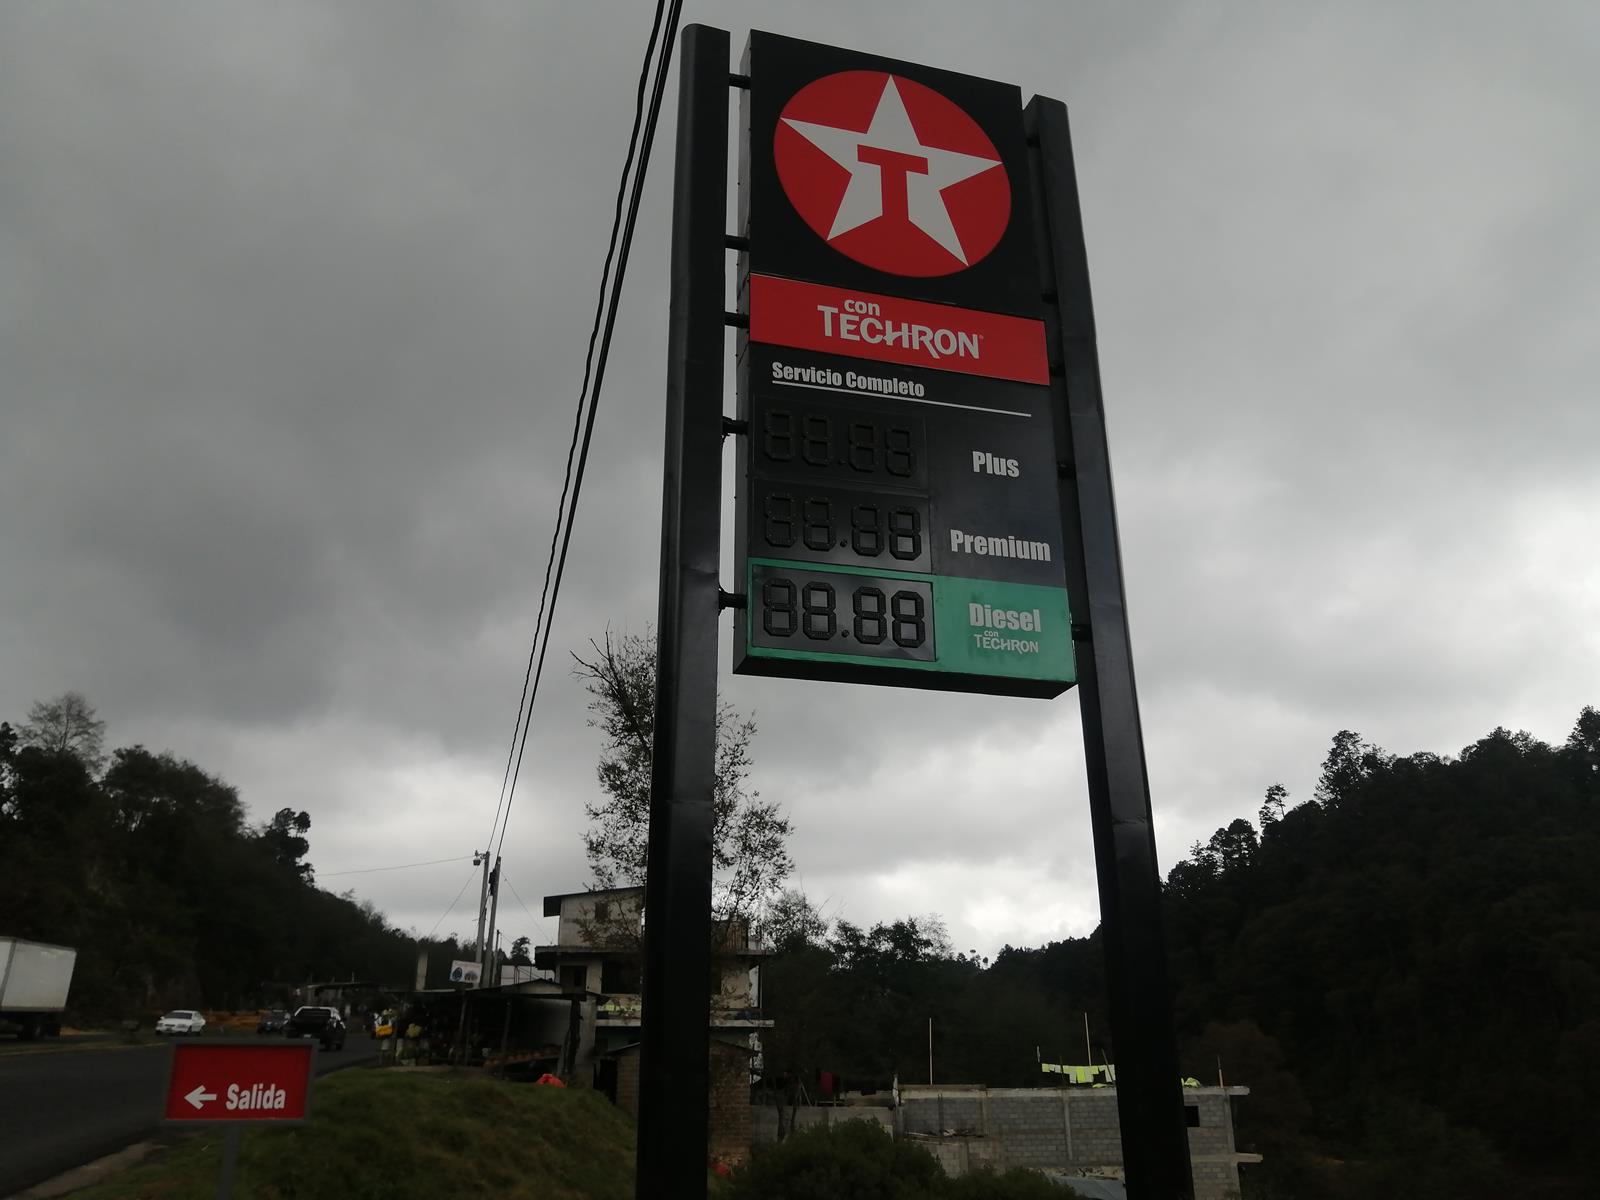 T
con
TECHRON®
Servicio Completo
88.88 Plus
88.88 Premium
88.88 Diesel
con
TECHRON
← Salida